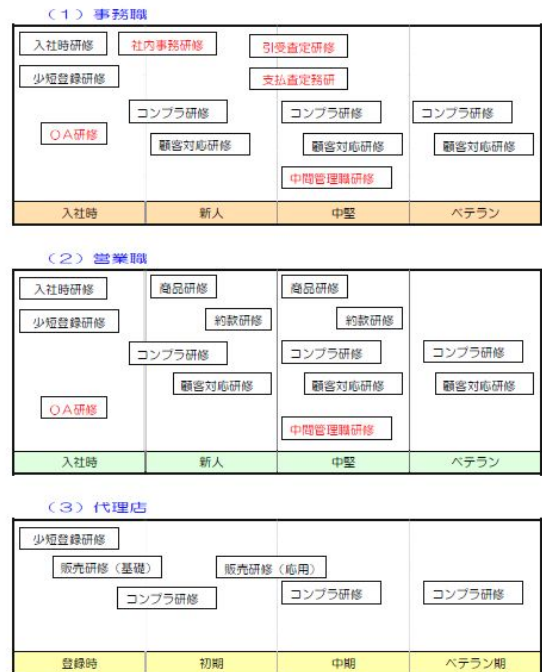 （１）事務職
入社時研修 社内事務研修 引受査定研修
少短登録研修 支払査定務研
コンプラ研修 コンプラ研修 コンプラ研修
ＯＡ研修 顧客対応研修 顧客対応研修 顧客対応研修
中間管理職研修
入社時 新人 中堅 ベテラン
（２）営業職
入社時研修 商品研修 商品研修
少短登録研修 約款研修 約款研修
コンプラ研修 コンプラ研修 コンプラ研修
顧客対応研修 顧客対応研修 顧客対応研修
ＯＡ研修
中間管理職研修
入社時 新人 中堅 ベテラン
（３）代理店
少短登録研修
販売研修（基礎） 販売研修（応用）
コンプラ研修 コンプラ研修 コンプラ研修
登録時 初期 中期 ベテラン期